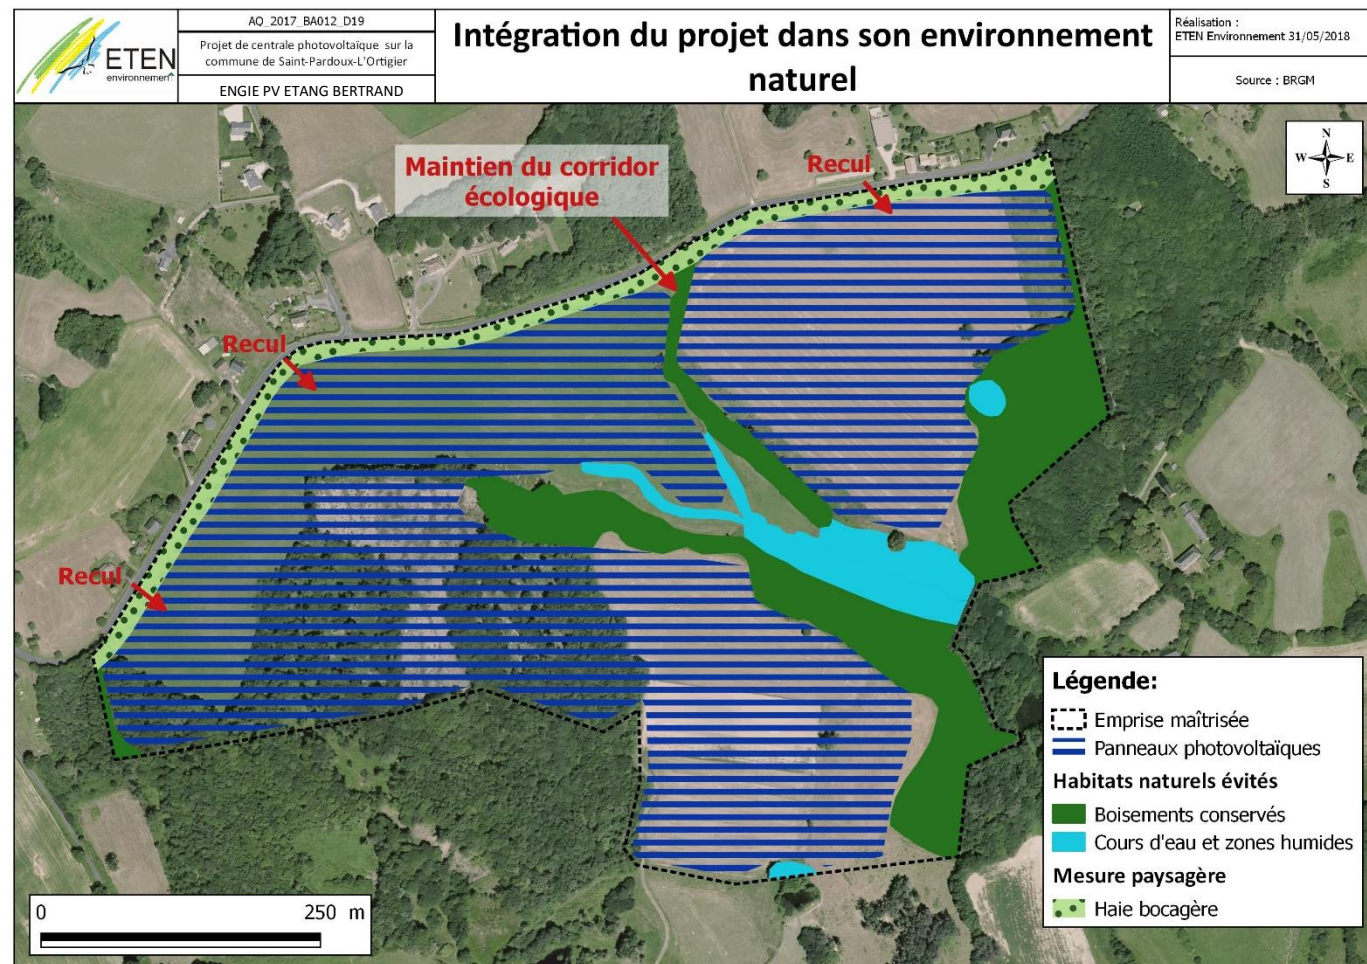 ETEN
environnement
AQ_2017_BA012_D19
Projet de centrale photovoltaïque sur la
commune de Saint-Pardoux-L'Ortigier
ENGIE PV ETANG BERTRAND
Intégration du projet dans son environnement
naturel
Réalisation :
ETEN Environnement 31/05/2018
Source : BRGM
N
W E
S
Maintien du corridor
écologique
Recul
Recul
Recul
Légende:
Emprise maîtrisée
Panneaux photovoltaïques
Habitats naturels évités
Boisements conservés
Cours d'eau et zones humides
Mesure paysagère
Haie bocagère
0 250 m